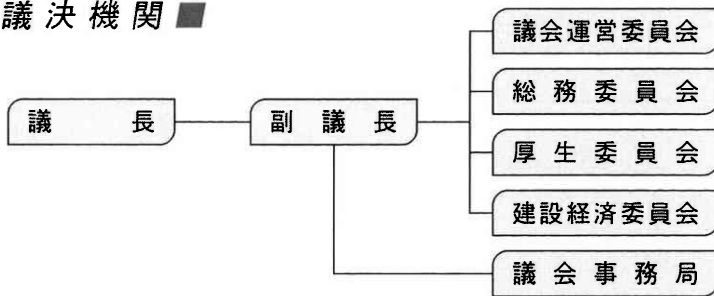 議決機関■
議長
副議長
議会運営委員会
総務委員会
厚生委員会
建設経済委員会
議会事務局